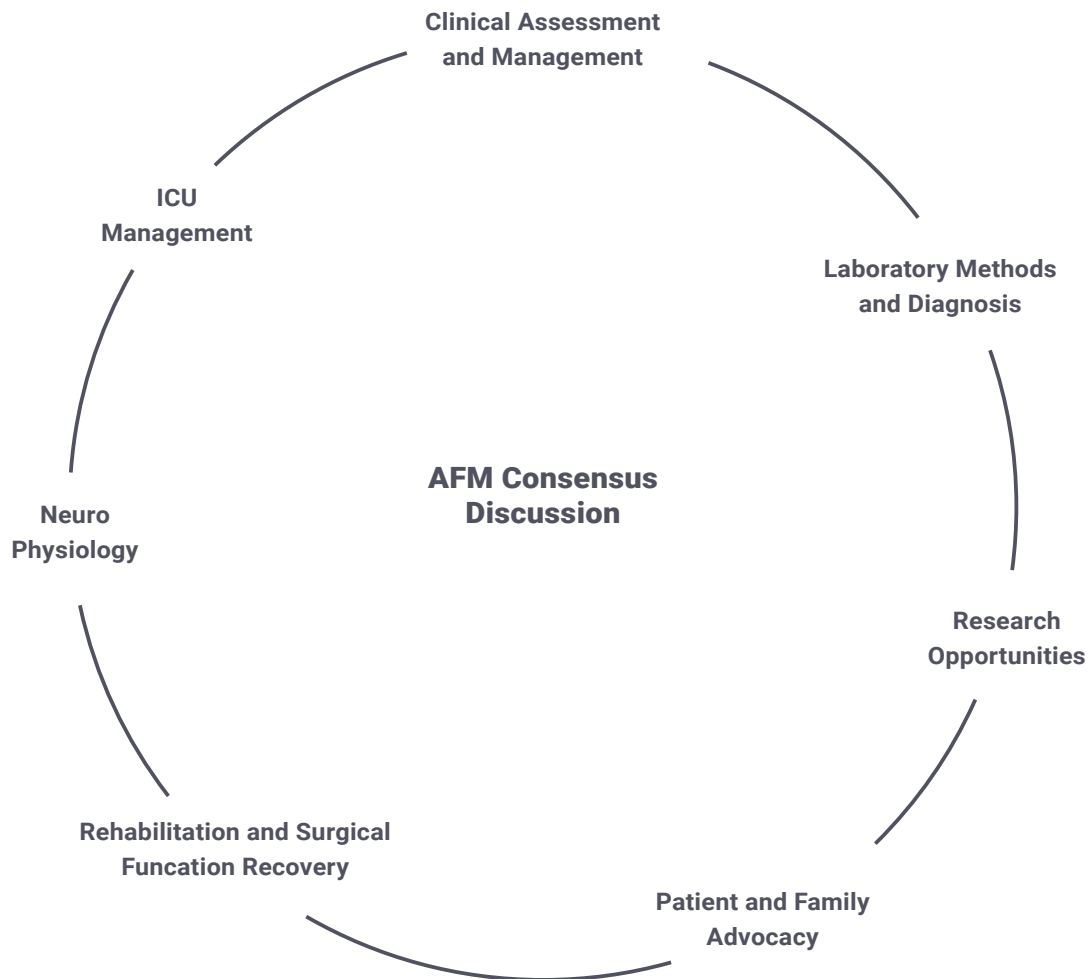 Clinical Assessment
and Management
ICU
Management
Laboratory Methods
and Diagnosis
AFM Consensus
Discussion
Neuro
Physiology
Research
Opportunities
Rehabilitation and Surgical
Funcation Recovery
Patient and Family
Advocacy